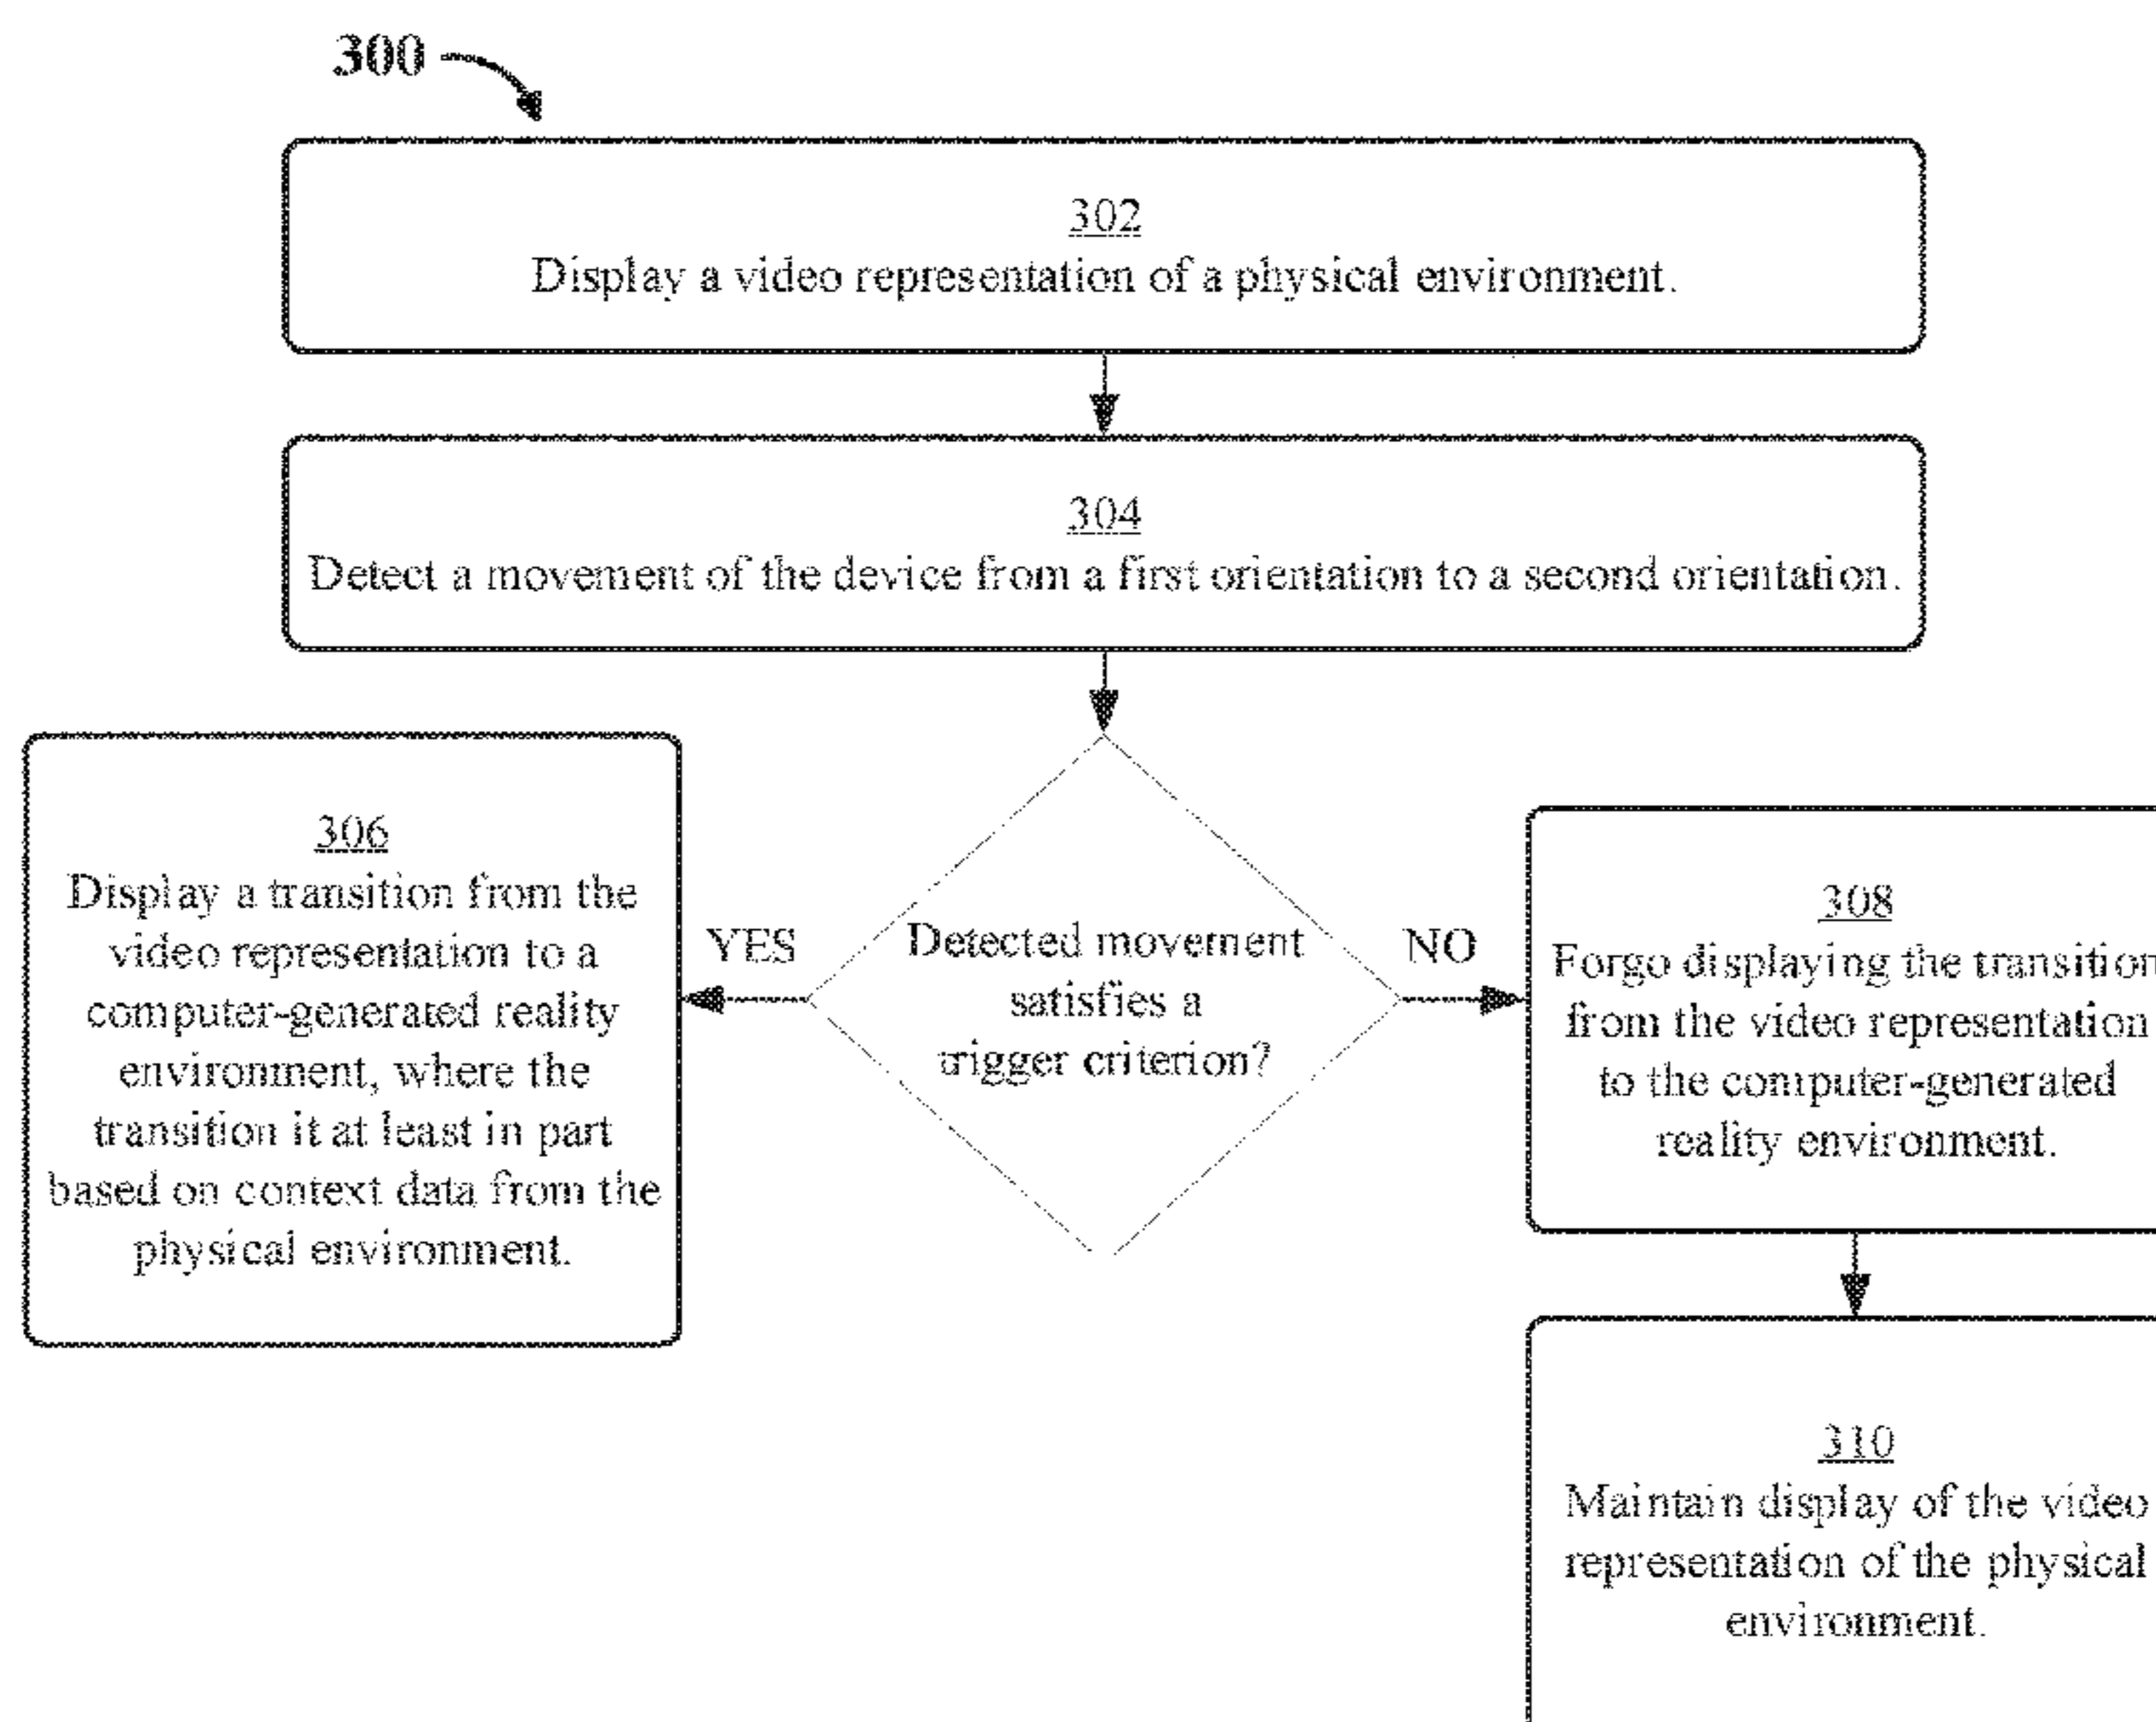 300
302
Display a video representation of a physical environment.
304
Detect a movement of the device from a first orientation to a second orientation.
306
Display a transition from the
video representation to a
computer-generated reality
environment, where the
transition it at least in part
based on context data from the
physical environment.
YES
Detected movement
satisfies a
trigger criterion?
NO
308
Forgo displaying the transition
from the video representation
to the computer-generated
reality environment.
310
Maintain display of the video
representation of the physical
environment.